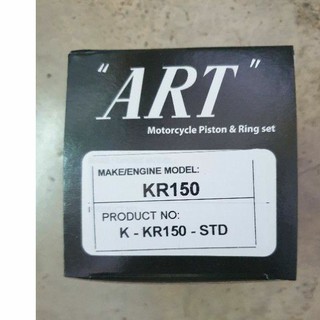 "ART"
Motorcycle Piston & Ring set
MAKE/ENGINE MODEL:
KR150
PRODUCT NO:
K - KR150 - STD